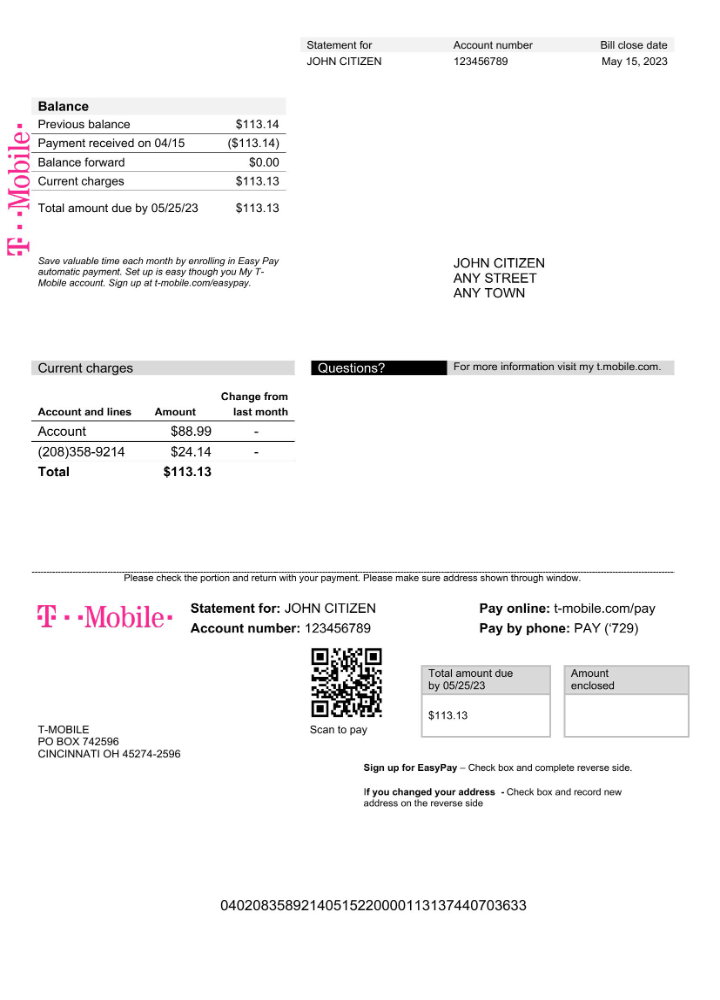 Statement for Account number Bill close date
JOHN CITIZEN 123456789 May 15, 2023
T··Mobile·
Balance
Previous balance $113.14
Payment received on 04/15 ($113.14)
Balance forward $0.00
Current charges $113.13
Total amount due by 05/25/23 $113.13
Save valuable time each month by enrolling in Easy Pay
automatic payment. Set up is easy though you My T-
Mobile account. Sign up at t-mobile.com/easypay.
JOHN CITIZEN
ANY STREET
ANY TOWN
Current charges
Questions? For more information visit my t.mobile.com.
Change from
Account and lines Amount last month
Account $88.99 -
(208)358-9214 $24.14 -
Total $113.13
Please check the portion and return with your payment. Please make sure address shown through window.
T··Mobile·
Statement for: JOHN CITIZEN
Account number: 123456789
Pay online: t-mobile.com/pay
Pay by phone: PAY (‘729)
Scan to pay
Total amount due
by 05/25/23
$113.13
Amount
enclosed
T-MOBILE
PO BOX 742596
CINCINNATI OH 45274-2596
Sign up for EasyPay – Check box and complete reverse side.
If you changed your address - Check box and record new
address on the reverse side
04020835892140515220000113137440703633